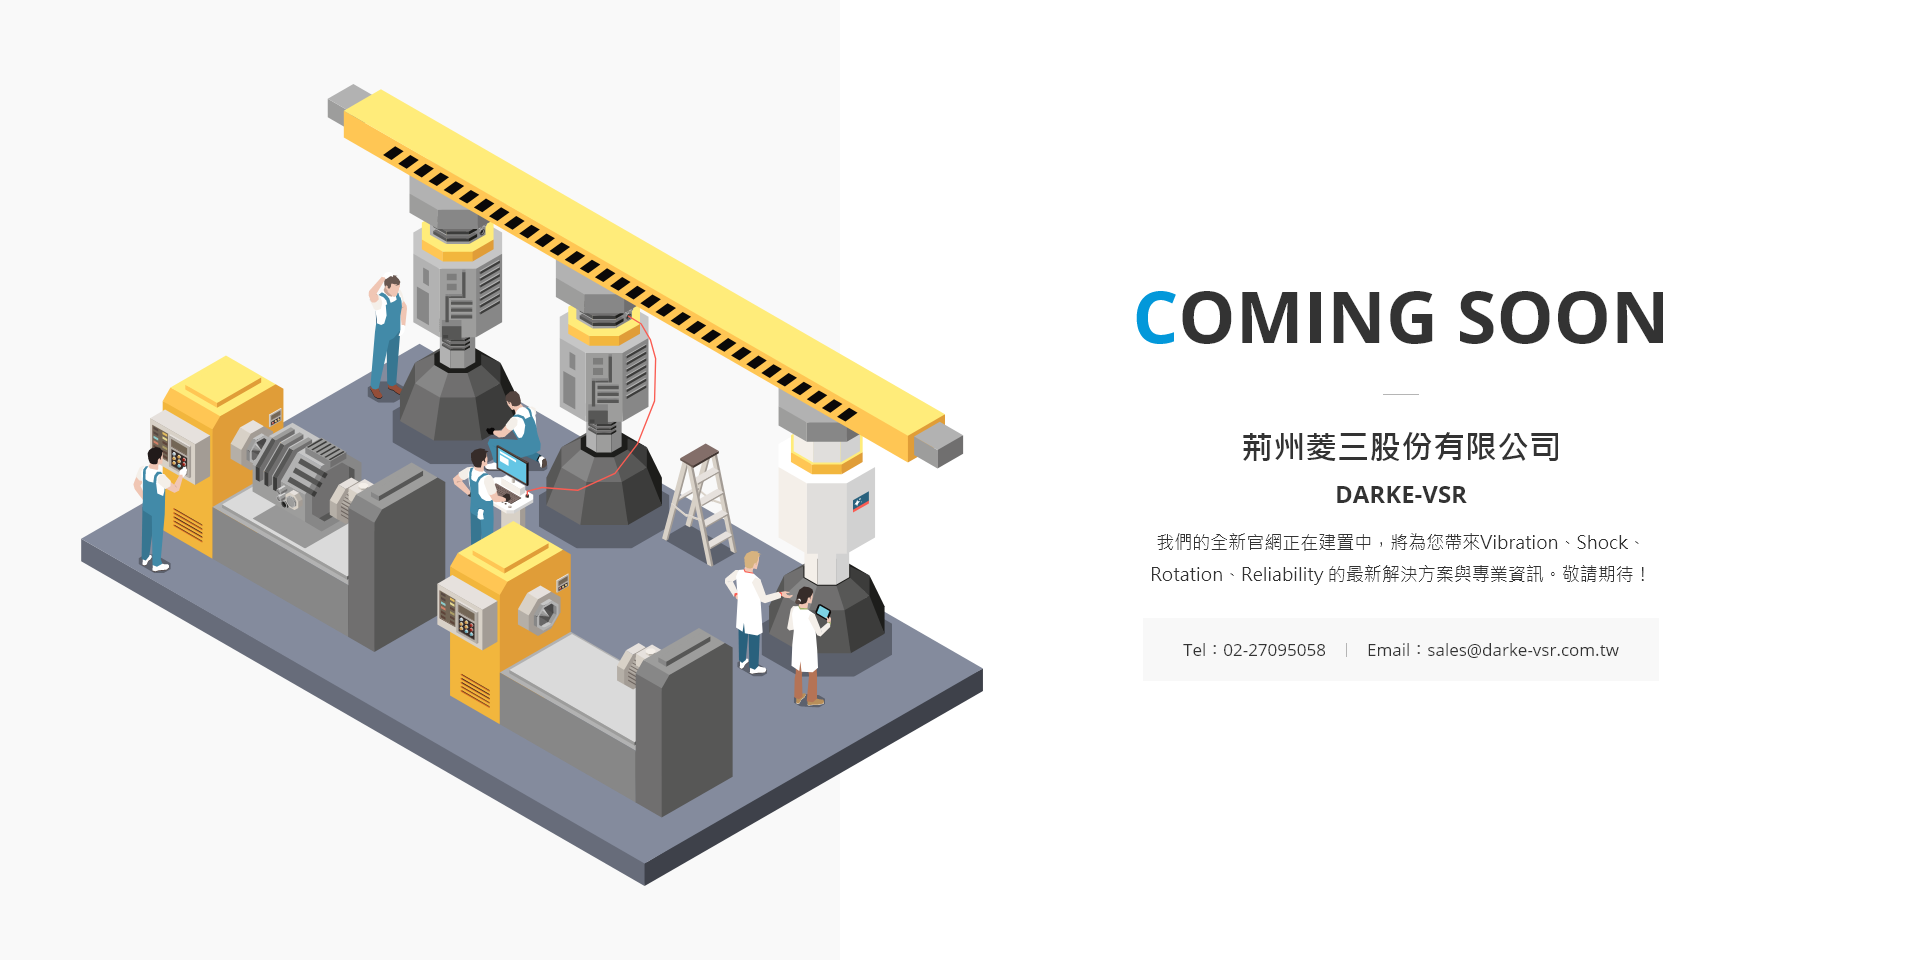 COMING SOON
荊州菱三股份有限公司
DARKE-VSR
我們的全新官網正在建置中，將為您帶來Vibration、Shock、
Rotation、Reliability 的最新解決方案與專業資訊。敬請期待！
Tel：02-27095058 | Email：sales@darke-vsr.com.tw